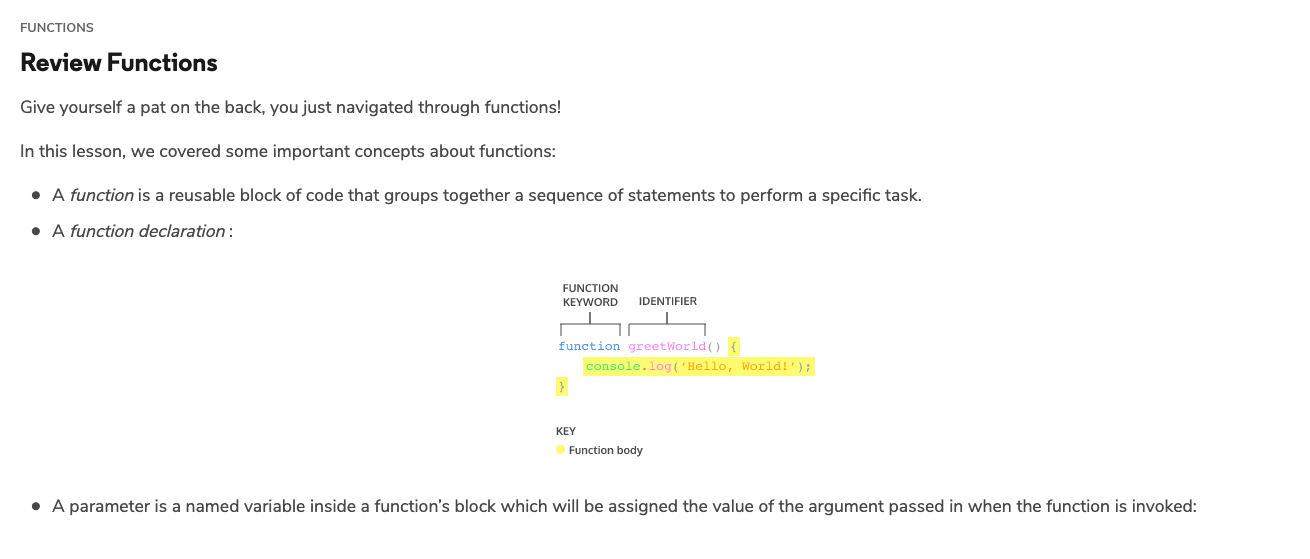 FUNCTIONS
Review Functions
Give yourself a pat on the back, you just navigated through functions!
In this lesson, we covered some important concepts about functions:
● A function is a reusable block of code that groups together a sequence of statements to perform a specific task.
● A function declaration :
FUNCTION
KEYWORD
IDENTIFIER
function greetWorld() {
console.log(‘Hello, World!’);
}
KEY
Function body
● A parameter is a named variable inside a function’s block which will be assigned the value of the argument passed in when the function is invoked: